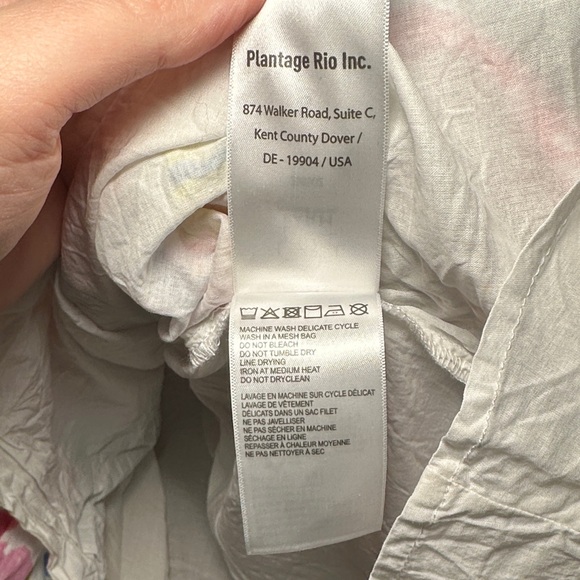 Plantage Rio Inc.
874 Walker Road, Suite C,
Kent County Dover /
DE - 19904 / USA
MACHINE WASH DELICATE CYCLE
WASH IN A MESH BAG
DO NOT BLEACH
DO NOT TUMBLE DRY
LINE DRYING
IRON AT MEDIUM HEAT
DO NOT DRYCLEAN
LAVAGE EN MACHINE SUR CYCLE DÉLICAT
LAVAGE DE VÊTEMENT
DÉLICATS DANS UN SAC FILET
NE PAS JAVELLISER
NE PAS SÉCHER EN MACHINE
SÉCHAGE EN LIGNE
REPASSER À CHALEUR MOYENNE
NE PAS NETTOYER À SEC